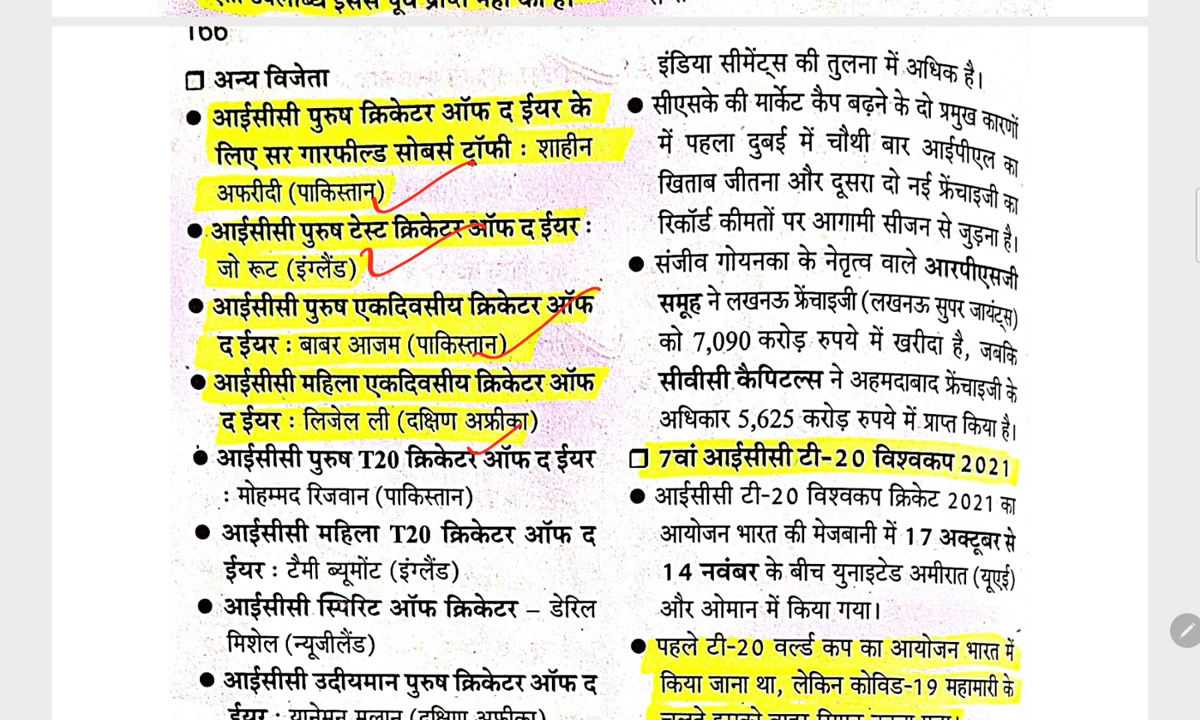 उपलब्धि इससे पूर्व प्राप्त नहीं की है।
166
अन्य विजेता
● आईसीसी पुरुष क्रिकेटर ऑफ द ईयर के
लिए सर गारफील्ड सोबर्स ट्रॉफी : शाहीन
अफरीदी (पाकिस्तान)
● आईसीसी पुरुष टेस्ट क्रिकेटर ऑफ द ईयर :
जो रूट (इंग्लैंड)
● आईसीसी पुरुष एकदिवसीय क्रिकेटर ऑफ
द ईयर : बाबर आजम (पाकिस्तान)
● आईसीसी महिला एकदिवसीय क्रिकेटर ऑफ
द ईयर : लिजेल ली (दक्षिण अफ्रीका)
● आईसीसी पुरुष T20 क्रिकेटर ऑफ द ईयर
: मोहम्मद रिजवान (पाकिस्तान)
● आईसीसी महिला T20 क्रिकेटर ऑफ द
ईयर : टैमी ब्यूमोंट (इंग्लैंड)
● आईसीसी स्पिरिट ऑफ क्रिकेटर – डेरिल
मिशेल (न्यूजीलैंड)
● आईसीसी उदीयमान पुरुष क्रिकेटर ऑफ द
ईयर : यानेमन मलान (दक्षिण अफ्रीका)
इंडिया सीमेंट्स की तुलना में अधिक है।
● सीएसके की मार्केट कैप बढ़ने के दो प्रमुख कारणों
में पहला दुबई में चौथी बार आईपीएल का
खिताब जीतना और दूसरा दो नई फ्रेंचाइजी का
रिकॉर्ड कीमतों पर आगामी सीजन से जुड़ना है।
● संजीव गोयनका के नेतृत्व वाले आरपीएसजी
समूह ने लखनऊ फ्रेंचाइजी (लखनऊ सुपर जायंट्स)
को 7,090 करोड़ रुपये में खरीदा है, जबकि
सीवीसी कैपिटल्स ने अहमदाबाद फ्रेंचाइजी के
अधिकार 5,625 करोड़ रुपये में प्राप्त किया है।
7वां आईसीसी टी-20 विश्वकप 2021
● आईसीसी टी-20 विश्वकप क्रिकेट 2021 का
आयोजन भारत की मेजबानी में 17 अक्टूबर से
14 नवंबर के बीच युनाइटेड अमीरात (यूएई)
और ओमान में किया गया।
● पहले टी-20 वर्ल्ड कप का आयोजन भारत में
किया जाना था, लेकिन कोविड-19 महामारी के